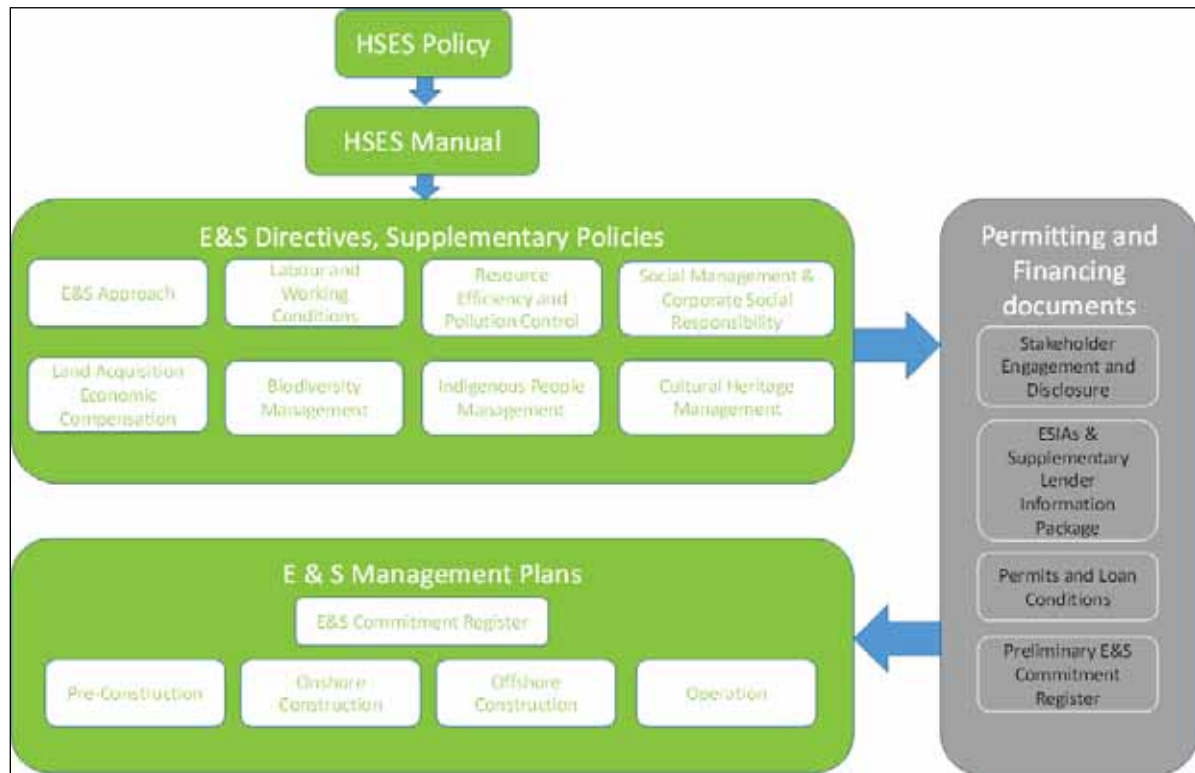 HSES Policy
HSES Manual
E&S Directives, Supplementary Policies
E&S Approach
Labour and
Working
Conditions
Resource
Efficiency and
Pollution Control
Social Management &
Corporate Social
Responsibility
Land Acquisition
Economic
Compensation
Biodiversity
Management
Indigenous People
Management
Cultural Heritage
Management
Permitting and
Financing
documents
Stakeholder
Engagement and
Disclosure
ESIAs &
Supplementary
Lender
Information
Package
Permits and Loan
Conditions
Preliminary E&S
Commitment
Register
E & S Management Plans
E&S Commitment Register
Pre-Construction
Onshore
Construction
Offshore
Construction
Operation